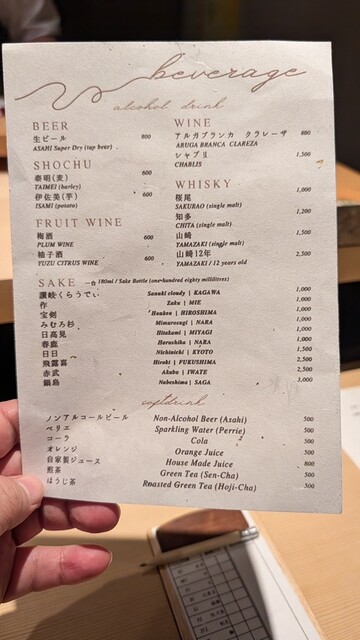 beverage
alcohol drink
BEER
生ビール 800
ASAHI Super Dry (tap beer)
SHOCHU
泰明(麦) 600
TAIMEI (barley)
伊佐美(芋) 600
ISAMI (potato)
FRUIT WINE
梅酒 600
PLUM WINE
柚子酒 600
YUZU CITRUS WINE
WINE
アルガブランカ クラレーザ 800
ARUGA BRANCA CLAREZA
シャブリ 1,500
CHABLIS
WHISKY
桜尾 1,000
SAKURAO (single malt)
知多 1,200
CHITA (single malt)
山崎 1,500
YAMAZAKI (single malt)
山崎12年 2,500
YAMAZAKI /12 years old
SAKE 一合 180ml / Sake Bottle (one-hundred eighty milliliters)
讃岐くらうでぃ Sanuki cloudy | KAGAWA 1,000
作 Zaku | MIE 1,000
宝剣 Houken | HIROSHIMA 1,000
みむろ杉 Mimurosugi | NARA 1,000
日高見 Hitakami | MIYAGI 1,000
春鹿 Harushika | NARA 1,000
日日 Nichinichi | KYOTO 1,500
飛露喜 Hiroki | FUKUSHIMA 2,500
赤武 Akabu | IWATE 2,500
鍋島 Nabeshima | SAGA 3,000
softdrink
ノンアルコールビール Non-Alcohol Beer (Asahi) 500
ペリエ Sparkling Water (Perrie) 500
コーラ Cola 500
オレンジ Orange Juice 500
自家製ジュース House Made Juice 800
煎茶 Green Tea (Sen-Cha) 500
ほうじ茶 Roasted Green Tea (Hoji-Cha) 500